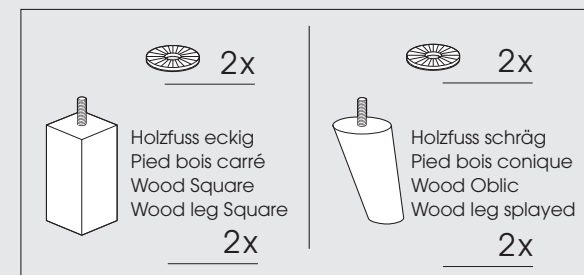 2x
Holzfuss eckig
Pied bois carré
Wood Square
Wood leg Square
2x
2x
Holzfuss schräg
Pied bois conique
Wood Oblic
Wood leg splayed
2x